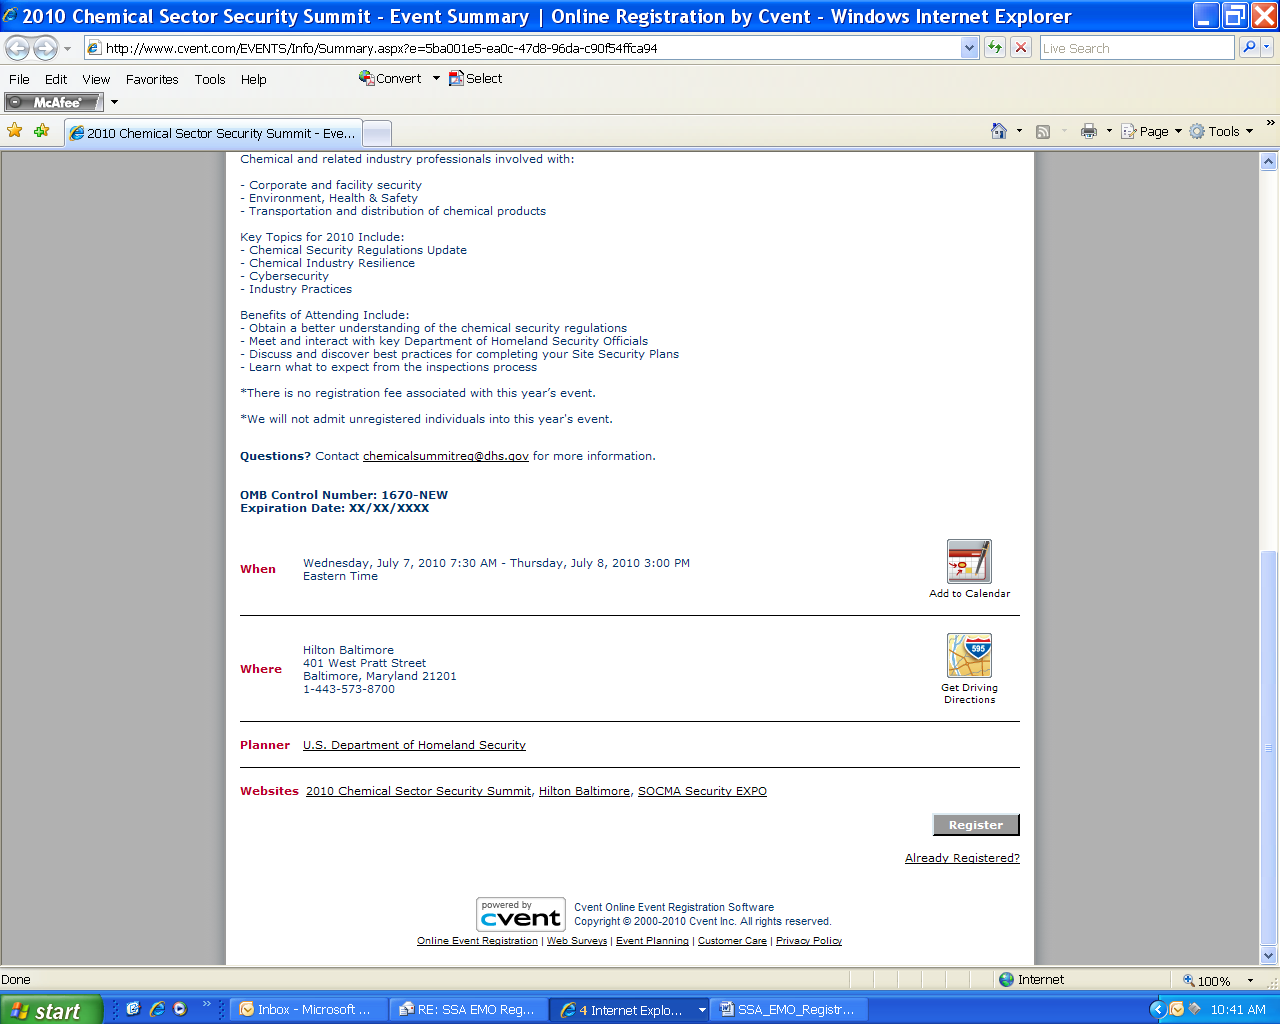 2010 Chemical Sector Security Summit - Event Summary | Online Registration by Cvent - Windows Internet Explorer
http://www.cvent.com/EVENTS/Info/Summary.aspx?e=5ba001e5-ea0c-47d8-96da-c90f54ffca94
Live Search
File Edit View Favorites Tools Help Convert Select
McAfee
2010 Chemical Sector Security Summit - Eve...
Page Tools »
Chemical and related industry professionals involved with:
- Corporate and facility security
- Environment, Health & Safety
- Transportation and distribution of chemical products
Key Topics for 2010 Include:
- Chemical Security Regulations Update
- Chemical Industry Resilience
- Cybersecurity
- Industry Practices
Benefits of Attending Include:
- Obtain a better understanding of the chemical security regulations
- Meet and interact with key Department of Homeland Security Officials
- Discuss and discover best practices for completing your Site Security Plans
- Learn what to expect from the inspections process
*There is no registration fee associated with this year’s event.
*We will not admit unregistered individuals into this year's event.
Questions? Contact chemicalsummitreg@dhs.gov for more information.
OMB Control Number: 1670-NEW
Expiration Date: XX/XX/XXXX
When
Wednesday, July 7, 2010 7:30 AM - Thursday, July 8, 2010 3:00 PM
Eastern Time
Add to Calendar
Where
Hilton Baltimore
401 West Pratt Street
Baltimore, Maryland 21201
1-443-573-8700
595
Get Driving
Directions
Planner U.S. Department of Homeland Security
Websites 2010 Chemical Sector Security Summit, Hilton Baltimore, SOCMA Security EXPO
Register
Already Registered?
powered by
cvent
Cvent Online Event Registration Software
Copyright © 2000-2010 Cvent Inc. All rights reserved.
Online Event Registration | Web Surveys | Event Planning | Customer Care | Privacy Policy
Done Internet 100%
start » Inbox - Microsoft ... RE: SSA EMO Reg... 4 Internet Explo... SSA_EMO_Registr... 10:41 AM